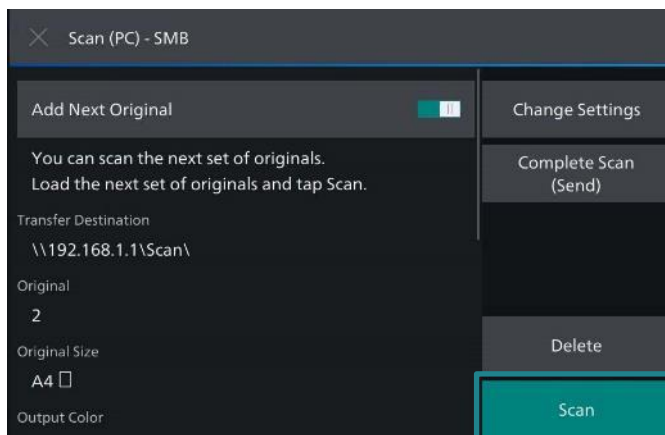 Scan (PC) - SMB
Add Next Original
You can scan the next set of originals.
Load the next set of originals and tap Scan.
Transfer Destination
\\192.168.1.1\Scan\
Original
2
Original Size
A4
Output Color
Change Settings
Complete Scan
(Send)
Delete
Scan